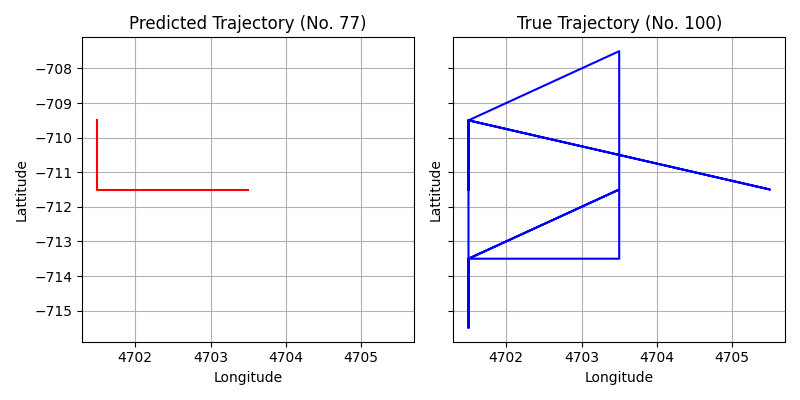 Predicted Trajectory (No. 77)
True Trajectory (No. 100)
−708
−709
−710
−711
−712
−713
−714
−715
Lattitude
Lattitude
4702 4703 4704 4705
4702 4703 4704 4705
Longitude
Longitude